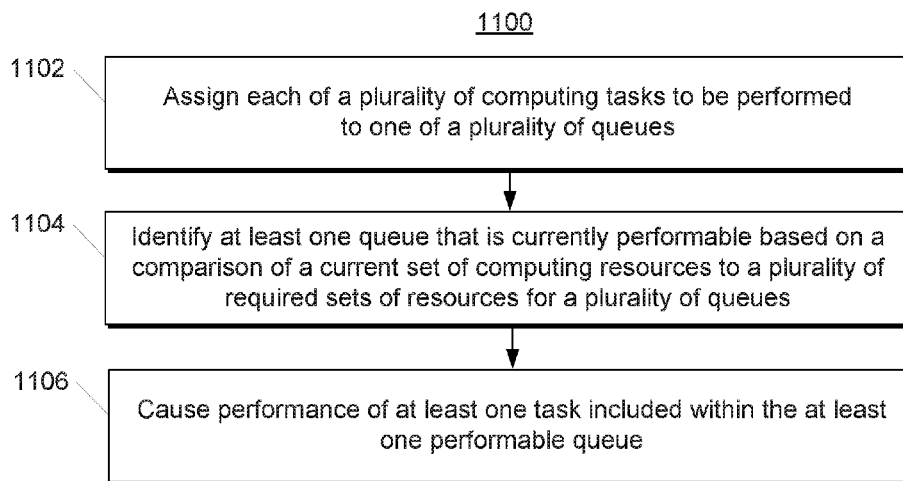 1100
1102
Assign each of a plurality of computing tasks to be performed
to one of a plurality of queues
1104
Identify at least one queue that is currently performable based on a
comparison of a current set of computing resources to a plurality of
required sets of resources for a plurality of queues
1106
Cause performance of at least one task included within the at least
one performable queue